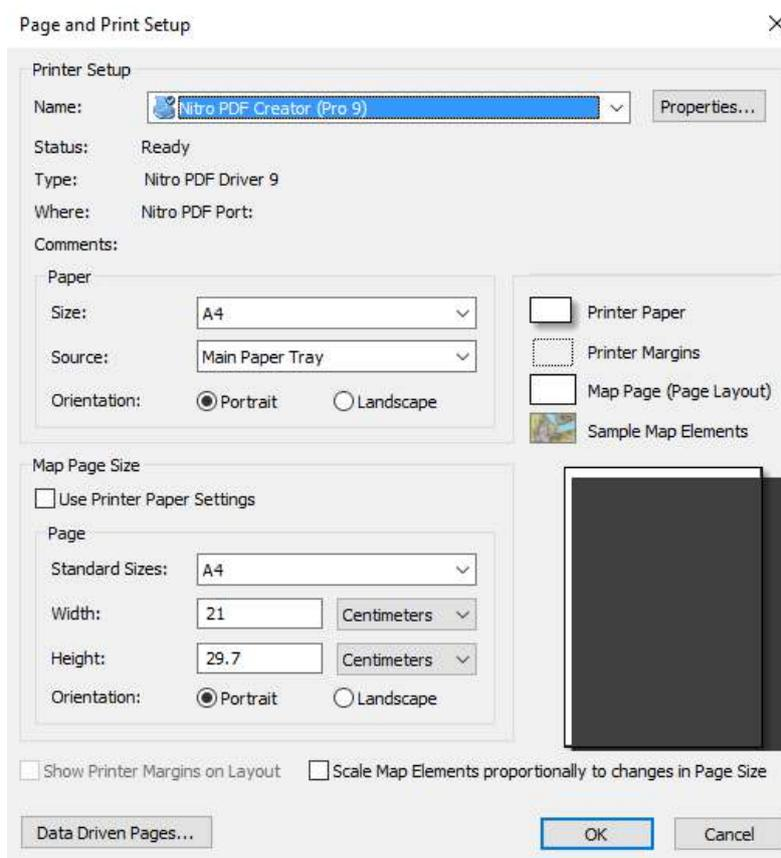 Page and Print Setup
Printer Setup
Name: Nitro PDF Creator (Pro 9) Properties...
Status: Ready
Type: Nitro PDF Driver 9
Where: Nitro PDF Port:
Comments:
Paper
Size: A4
Source: Main Paper Tray
Orientation: Portrait Landscape
Printer Paper
Printer Margins
Map Page (Page Layout)
Sample Map Elements
Map Page Size
Use Printer Paper Settings
Page
Standard Sizes: A4
Width: 21 Centimeters
Height: 29.7 Centimeters
Orientation: Portrait Landscape
Show Printer Margins on Layout Scale Map Elements proportionally to changes in Page Size
Data Driven Pages... OK Cancel